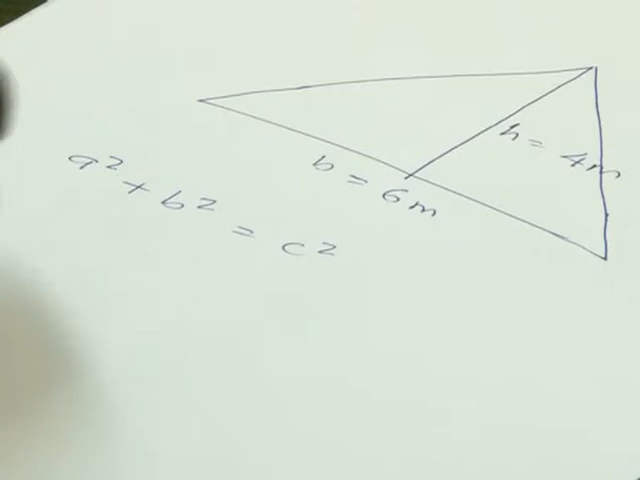 h = 4m
b = 6m
a² + b² = c²